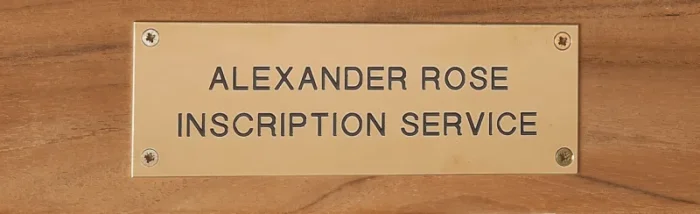 ALEXANDER ROSE
INSCRIPTION SERVICE